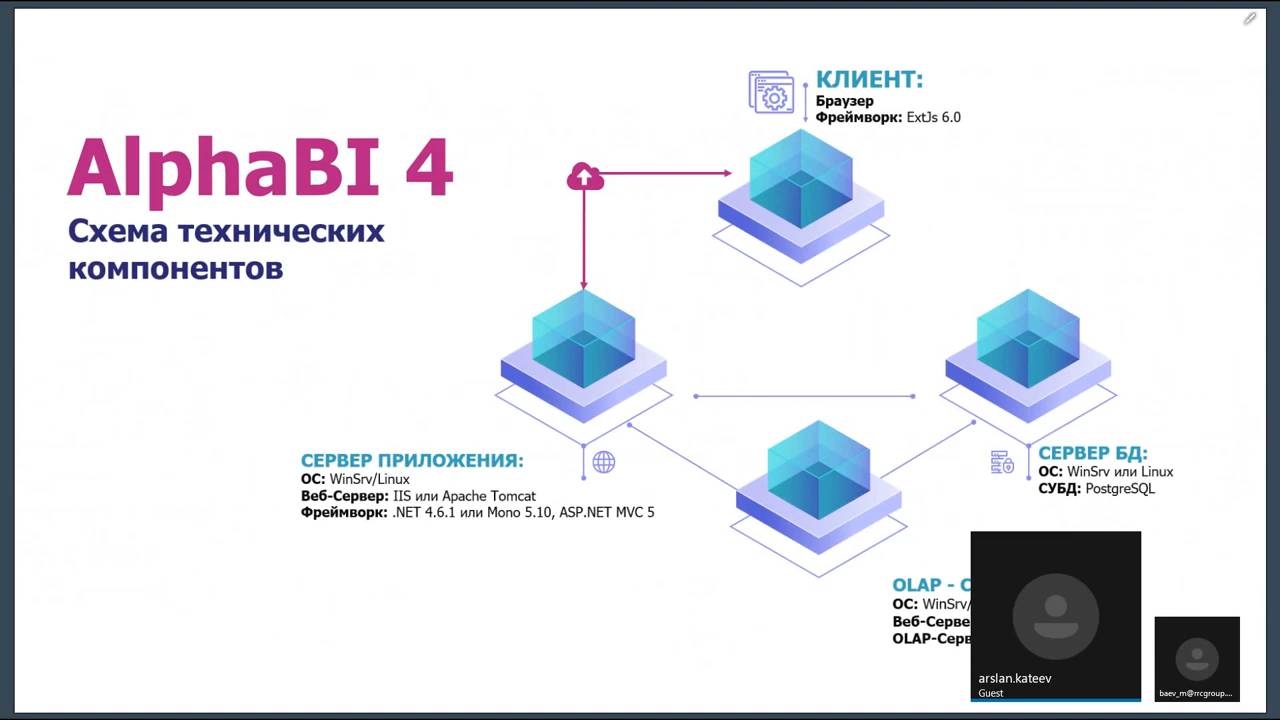 AlphaBI 4
Схема технических
компонентов
КЛИЕНТ:
Браузер
Фреймворк: ExtJs 6.0
СЕРВЕР ПРИЛОЖЕНИЯ:
ОС: WinSrv/Linux
Веб-Сервер: IIS или Apache Tomcat
Фреймворк: .NET 4.6.1 или Mono 5.10, ASP.NET MVC 5
СЕРВЕР БД:
ОС: WinSrv или Linux
СУБД: PostgreSQL
OLAP -
ОС: WinSrv/
arslan.kateev
Guest
baev_m@rrcgroup....